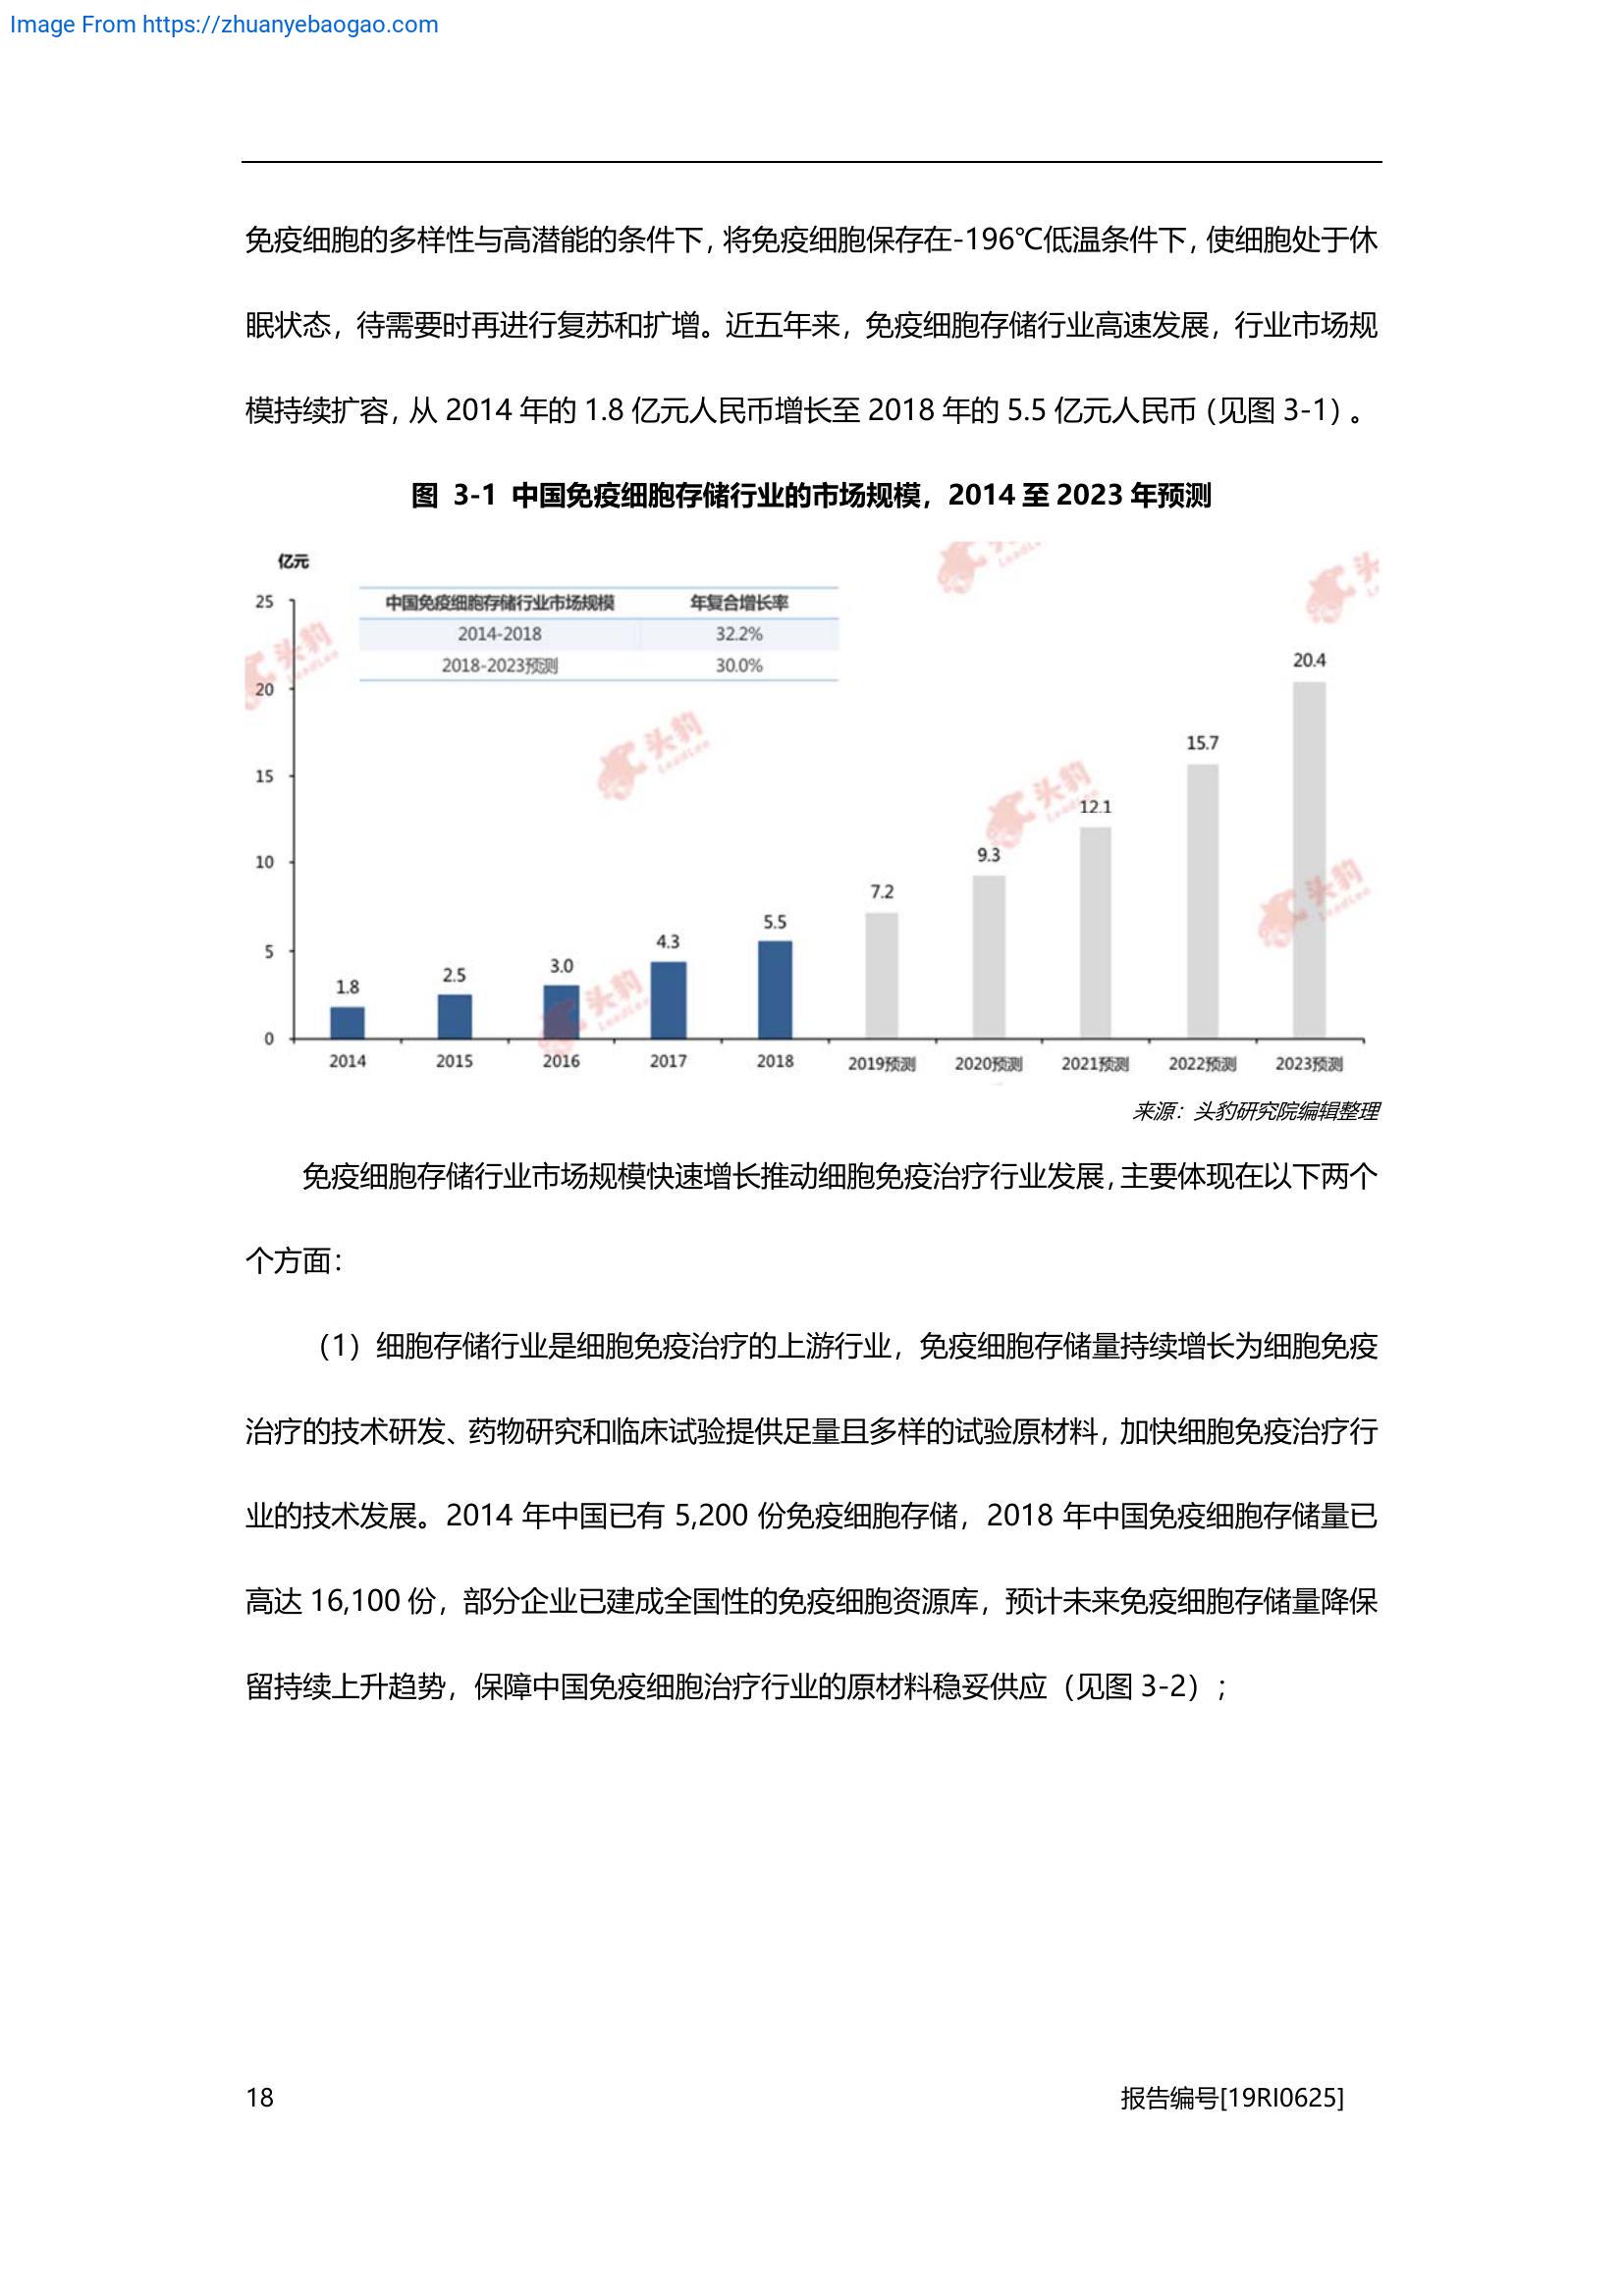 Image From https://zhuanyebaogao.com
免疫细胞的多样性与高潜能的条件下，将免疫细胞保存在-196℃低温条件下，使细胞处于休
眠状态，待需要时再进行复苏和扩增。近五年来，免疫细胞存储行业高速发展，行业市场规
模持续扩容，从 2014 年的 1.8 亿元人民币增长至 2018 年的 5.5 亿元人民币（见图 3-1）。
图 3-1 中国免疫细胞存储行业的市场规模，2014 至 2023 年预测
亿元
中国免疫细胞存储行业市场规模 年复合增长率
2014-2018 32.2%
2018-2023预测 30.0%
25
20
15
10
5
0
1.8
2.5
3.0
4.3
5.5
7.2
9.3
12.1
15.7
20.4
2014 2015 2016 2017 2018 2019预测 2020预测 2021预测 2022预测 2023预测
头豹
LeadLeo
头豹
LeadLeo
头豹
LeadLeo
头豹
LeadLeo
头豹
LeadLeo
来源：头豹研究院编辑整理
免疫细胞存储行业市场规模快速增长推动细胞免疫治疗行业发展，主要体现在以下两个
个方面：
（1）细胞存储行业是细胞免疫治疗的上游行业，免疫细胞存储量持续增长为细胞免疫
治疗的技术研发、药物研究和临床试验提供足量且多样的试验原材料，加快细胞免疫治疗行
业的技术发展。2014 年中国已有 5,200 份免疫细胞存储，2018 年中国免疫细胞存储量已
高达 16,100 份，部分企业已建成全国性的免疫细胞资源库，预计未来免疫细胞存储量降保
留持续上升趋势，保障中国免疫细胞治疗行业的原材料稳妥供应（见图 3-2）；
18 报告编号[19RI0625]